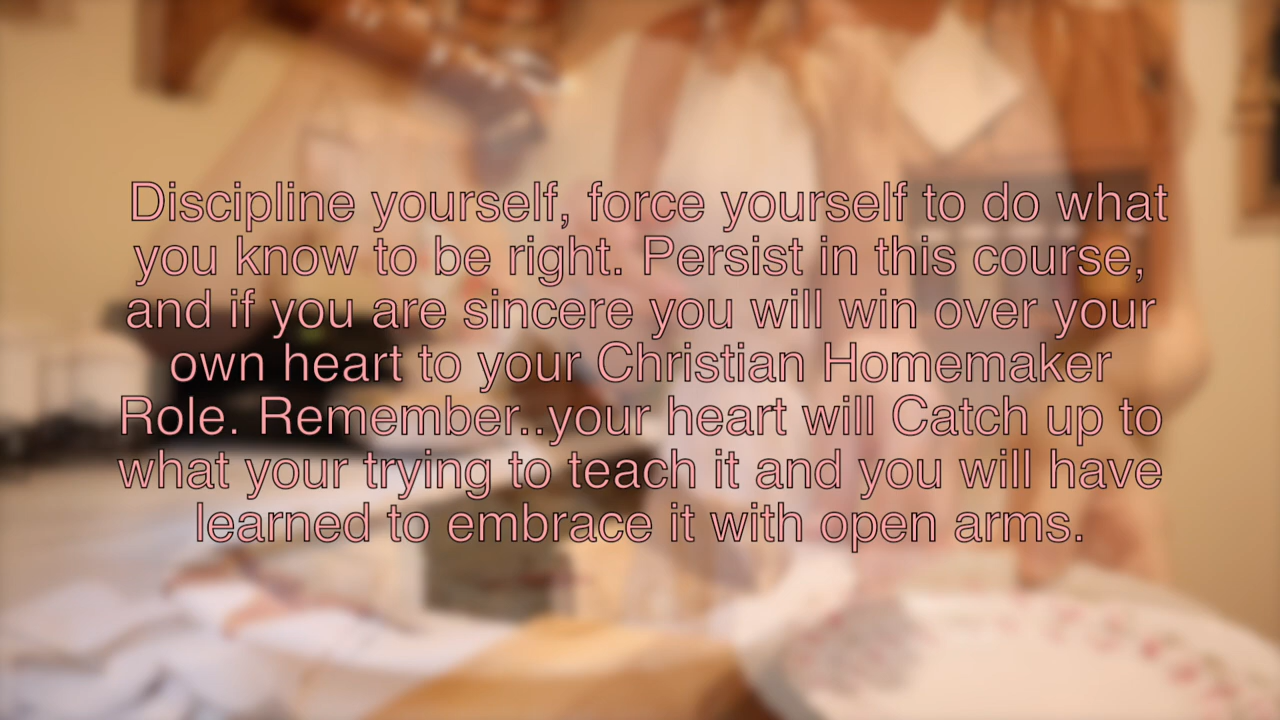 Discipline yourself, force yourself to do what
you know to be right. Persist in this course,
and if you are sincere you will win over your
own heart to your Christian Homemaker
Role. Remember..your heart will Catch up to
what your trying to teach it and you will have
learned to embrace it with open arms.